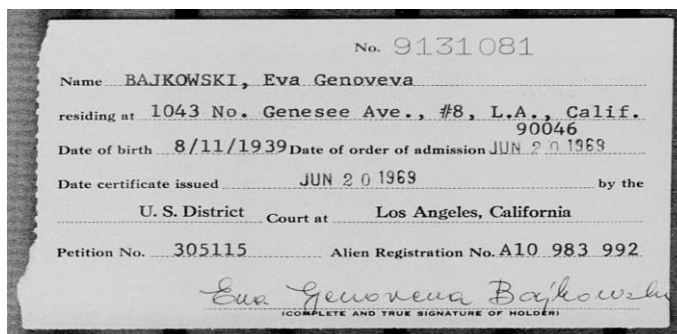 No. 9131081
Name BAJKOWSKI, Eva Genoveva
residing at 1043 No. Genesee Ave., #8, L.A., Calif.
90046
Date of birth 8/11/1939 Date of order of admission JUN 20 1969
Date certificate issued JUN 20 1969 by the
U. S. District Court at Los Angeles, California
Petition No. 305115 Alien Registration No. A10 983 992
Eva Genoveva Bajkowski
(COMPLETE AND TRUE SIGNATURE OF HOLDER)